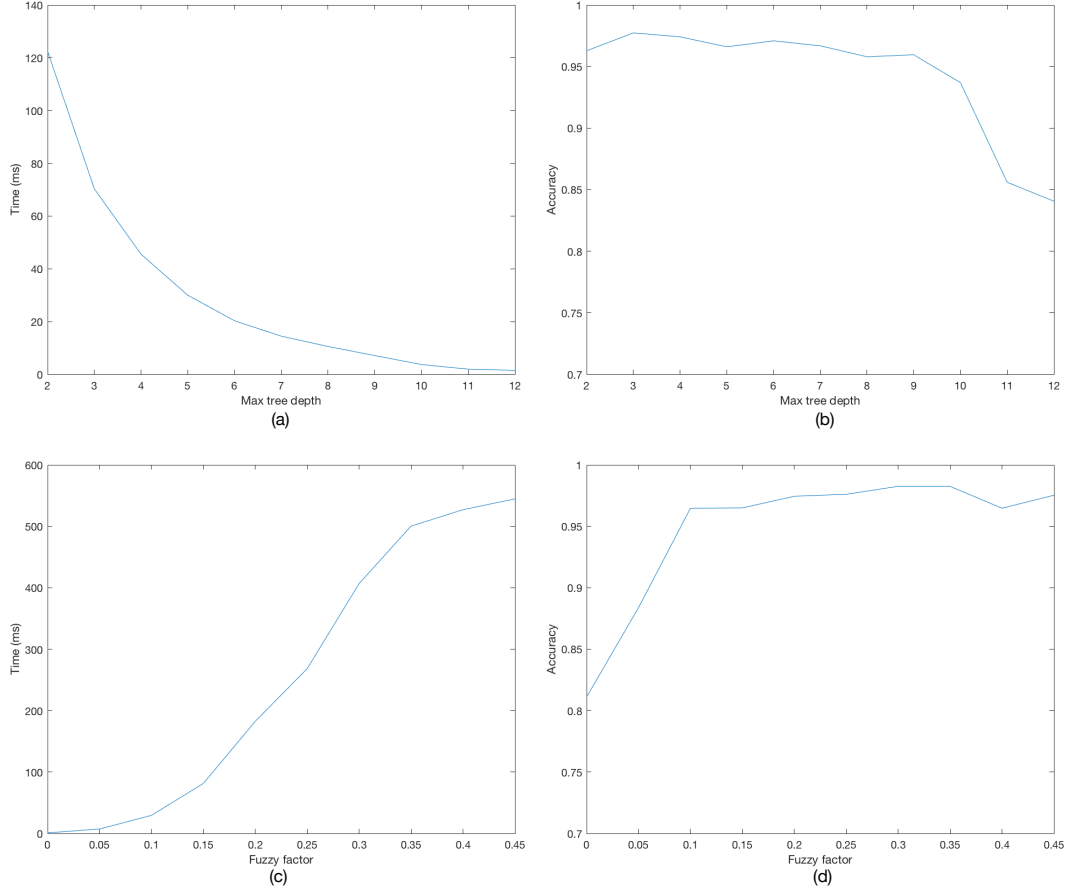 140
120
100
80
60
40
20
0
Time (ms)
2 3 4 5 6 7 8 9 10 11 12
Max tree depth
(a)
1
0.95
0.9
0.85
0.8
0.75
0.7
Accuracy
2 3 4 5 6 7 8 9 10 11 12
Max tree depth
(b)
600
500
400
300
200
100
0
Time (ms)
0 0.05 0.1 0.15 0.2 0.25 0.3 0.35 0.4 0.45
Fuzzy factor
(c)
1
0.95
0.9
0.85
0.8
0.75
0.7
Accuracy
0 0.05 0.1 0.15 0.2 0.25 0.3 0.35 0.4 0.45
Fuzzy factor
(d)